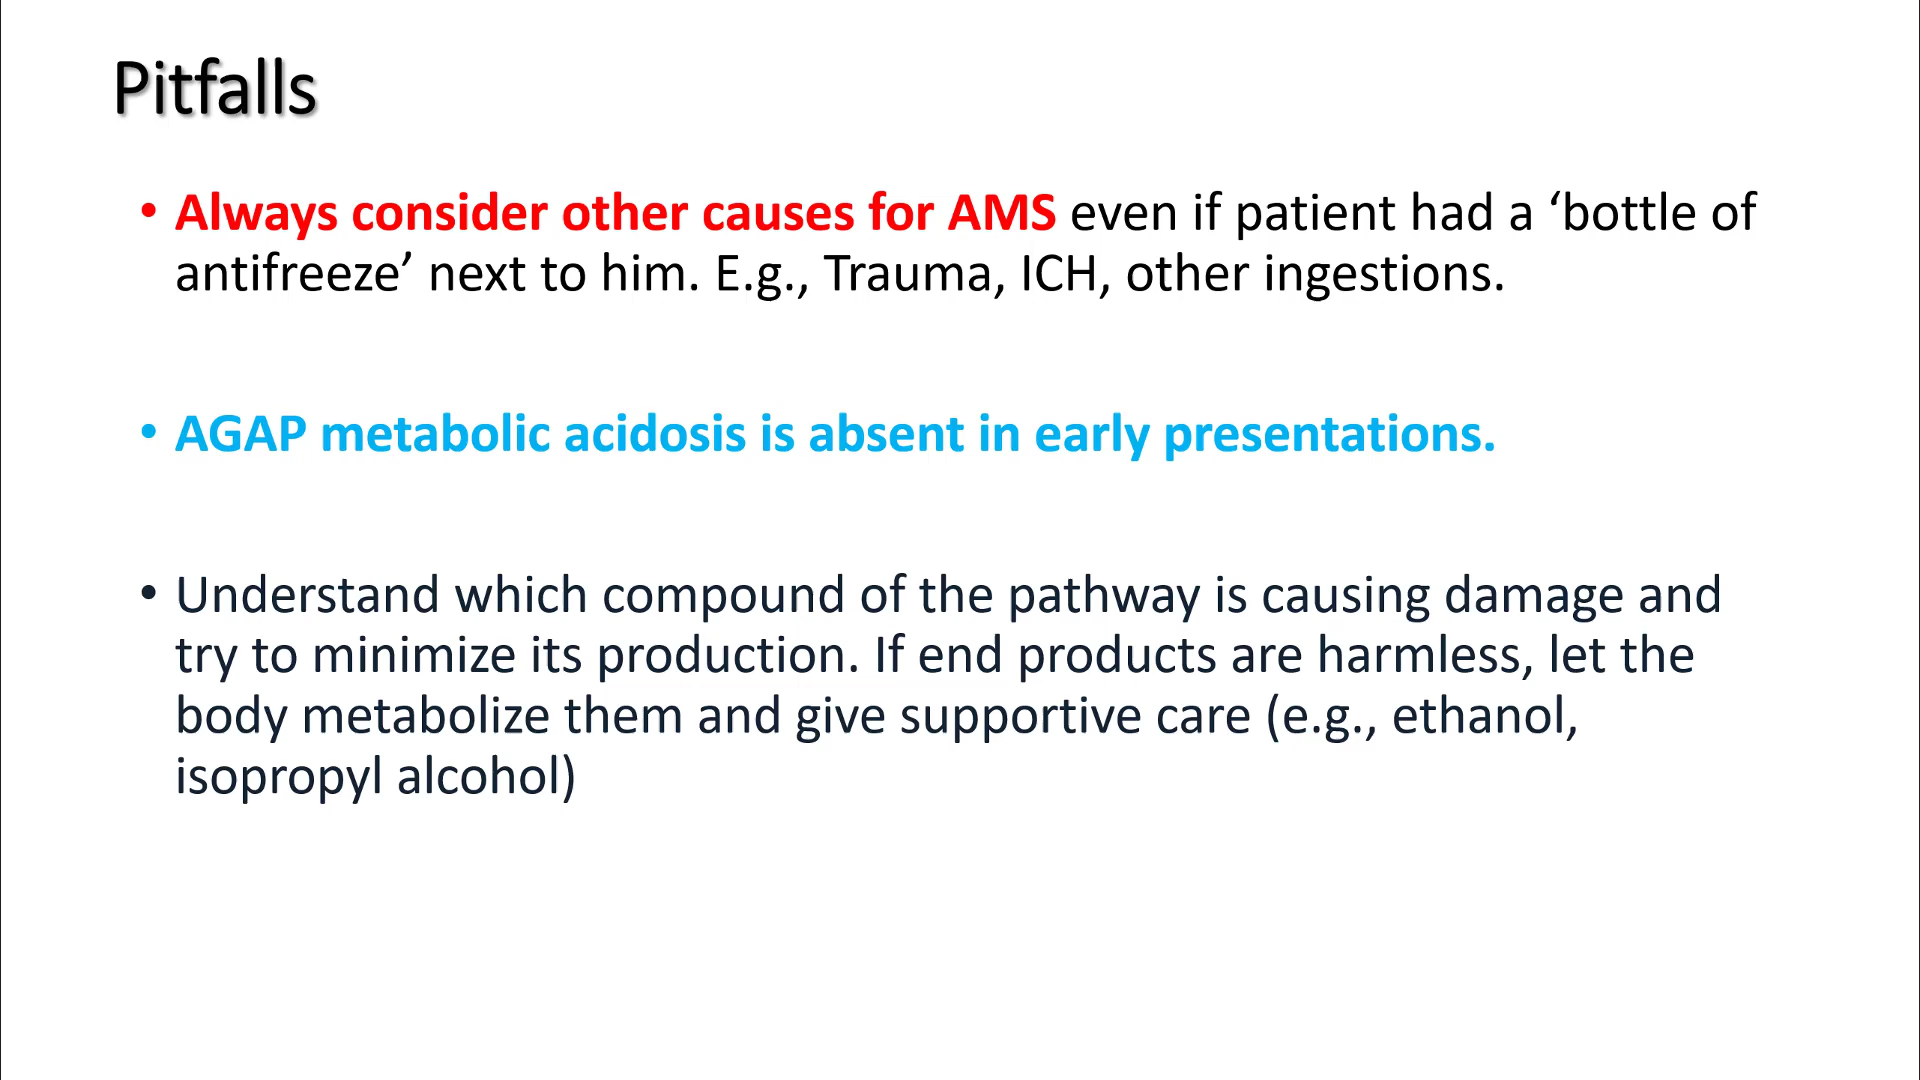 Pitfalls
• Always consider other causes for AMS even if patient had a ‘bottle of
antifreeze’ next to him. E.g., Trauma, ICH, other ingestions.
• AGAP metabolic acidosis is absent in early presentations.
• Understand which compound of the pathway is causing damage and
try to minimize its production. If end products are harmless, let the
body metabolize them and give supportive care (e.g., ethanol,
isopropyl alcohol)